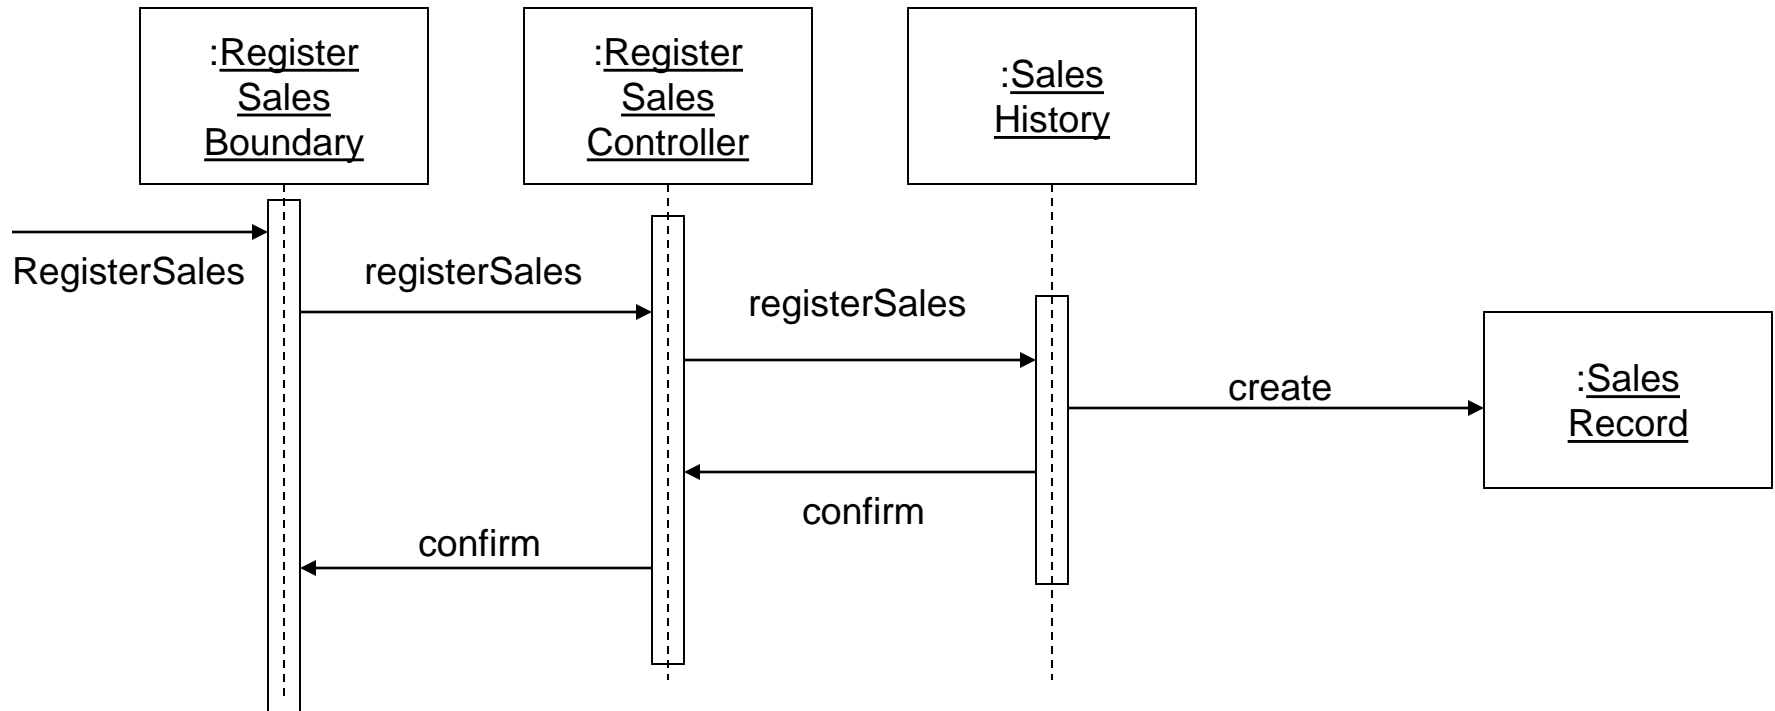 :Register
Sales
Boundary
:Register
Sales
Controller
:Sales
History
RegisterSales
registerSales
registerSales
create
:Sales
Record
confirm
confirm